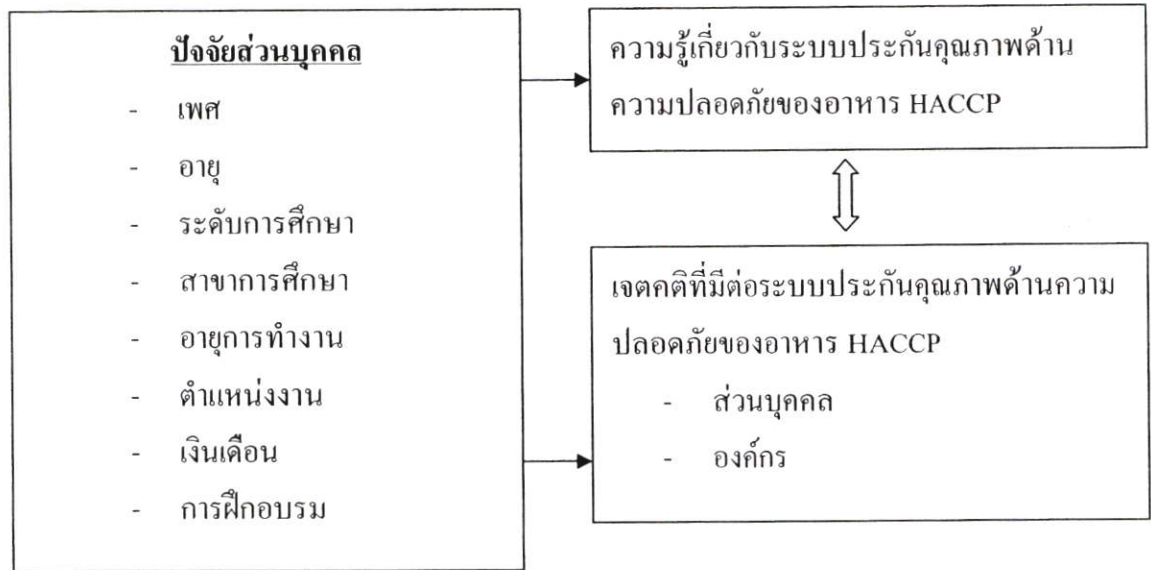 ปัจจัยส่วนบุคคล
- เพศ
- อายุ
- ระดับการศึกษา
- สาขาการศึกษา
- อายุการทำงาน
- ตำแหน่งงาน
- เงินเดือน
- การฝึกอบรม
ความรู้เกี่ยวกับระบบประกันคุณภาพด้าน
ความปลอดภัยของอาหาร HACCP
เจตคติที่มีต่อระบบประกันคุณภาพด้านความ
ปลอดภัยของอาหาร HACCP
- ส่วนบุคคล
- องค์กร